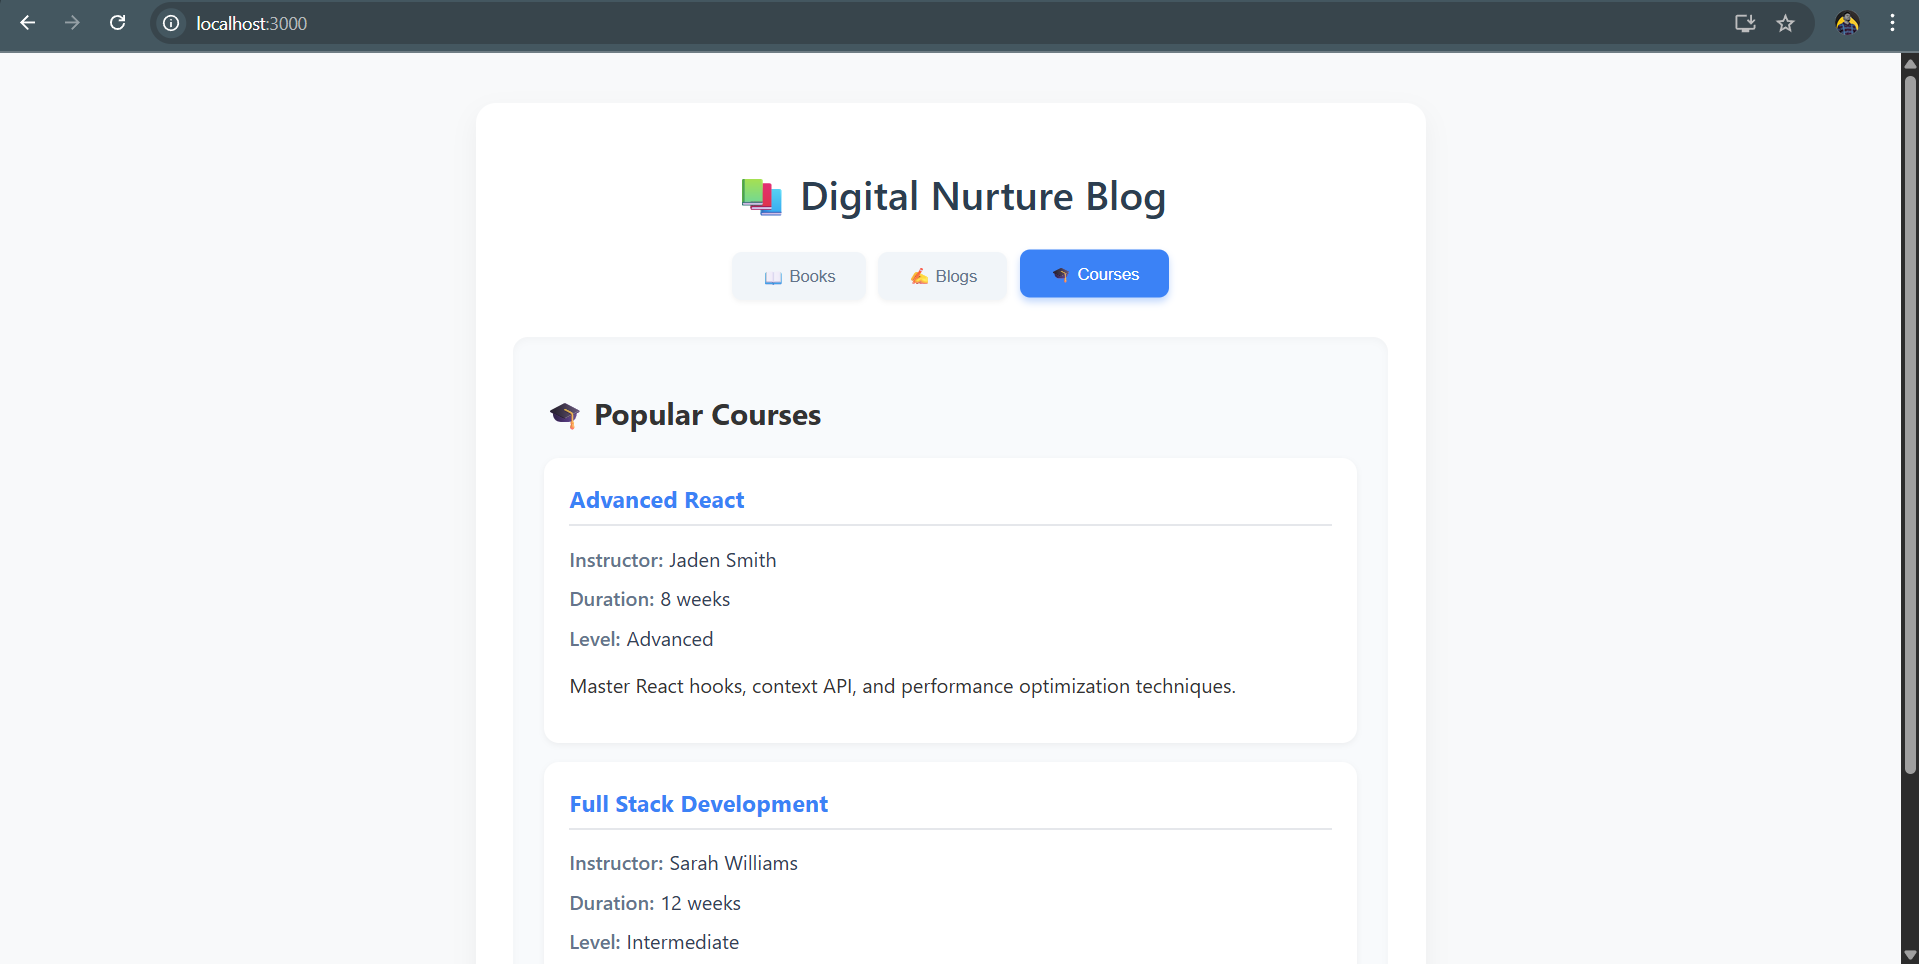 localhost:3000
📚 Digital Nurture Blog
📖 Books
✍️ Blogs
🎓 Courses
🎓 Popular Courses
Advanced React
Instructor: Jaden Smith
Duration: 8 weeks
Level: Advanced
Master React hooks, context API, and performance optimization techniques.
Full Stack Development
Instructor: Sarah Williams
Duration: 12 weeks
Level: Intermediate